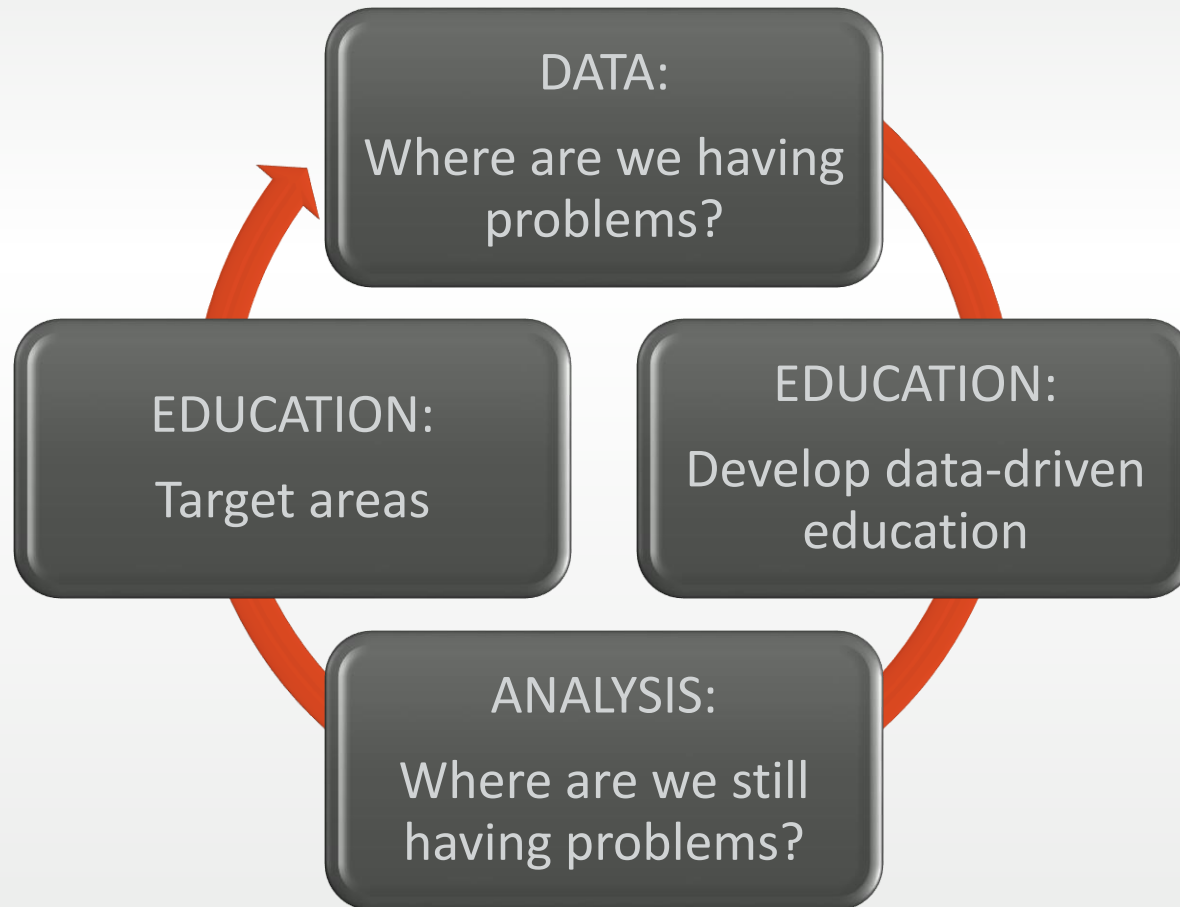 DATA:
Where are we having
problems?
EDUCATION:
Develop data-driven
education
ANALYSIS:
Where are we still
having problems?
EDUCATION:
Target areas